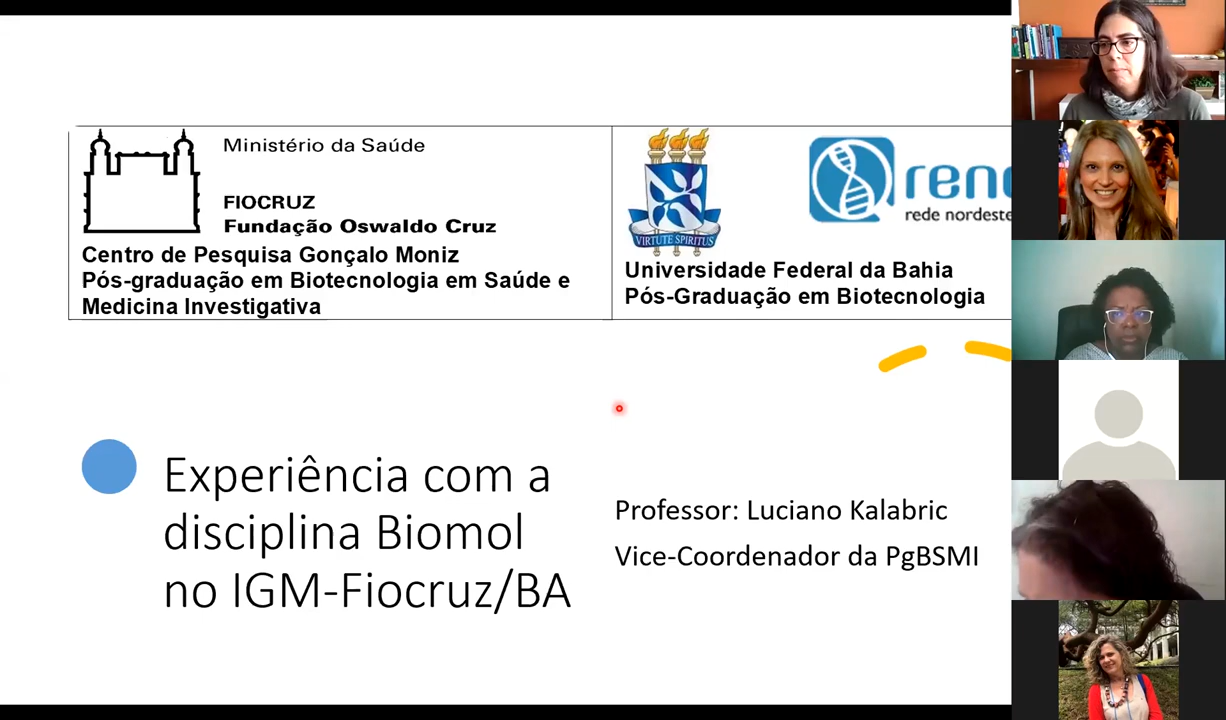 Ministério da Saúde
FIOCRUZ
Fundação Oswaldo Cruz
Centro de Pesquisa Gonçalo Moniz
Pós-graduação em Biotecnologia em Saúde e
Medicina Investigativa
VIRTUTE SPIRITUS
rede nordeste
Universidade Federal da Bahia
Pós-Graduação em Biotecnologia
Experiência com a
disciplina Biomol
no IGM-Fiocruz/BA
Professor: Luciano Kalabric
Vice-Coordenador da PgBSMI